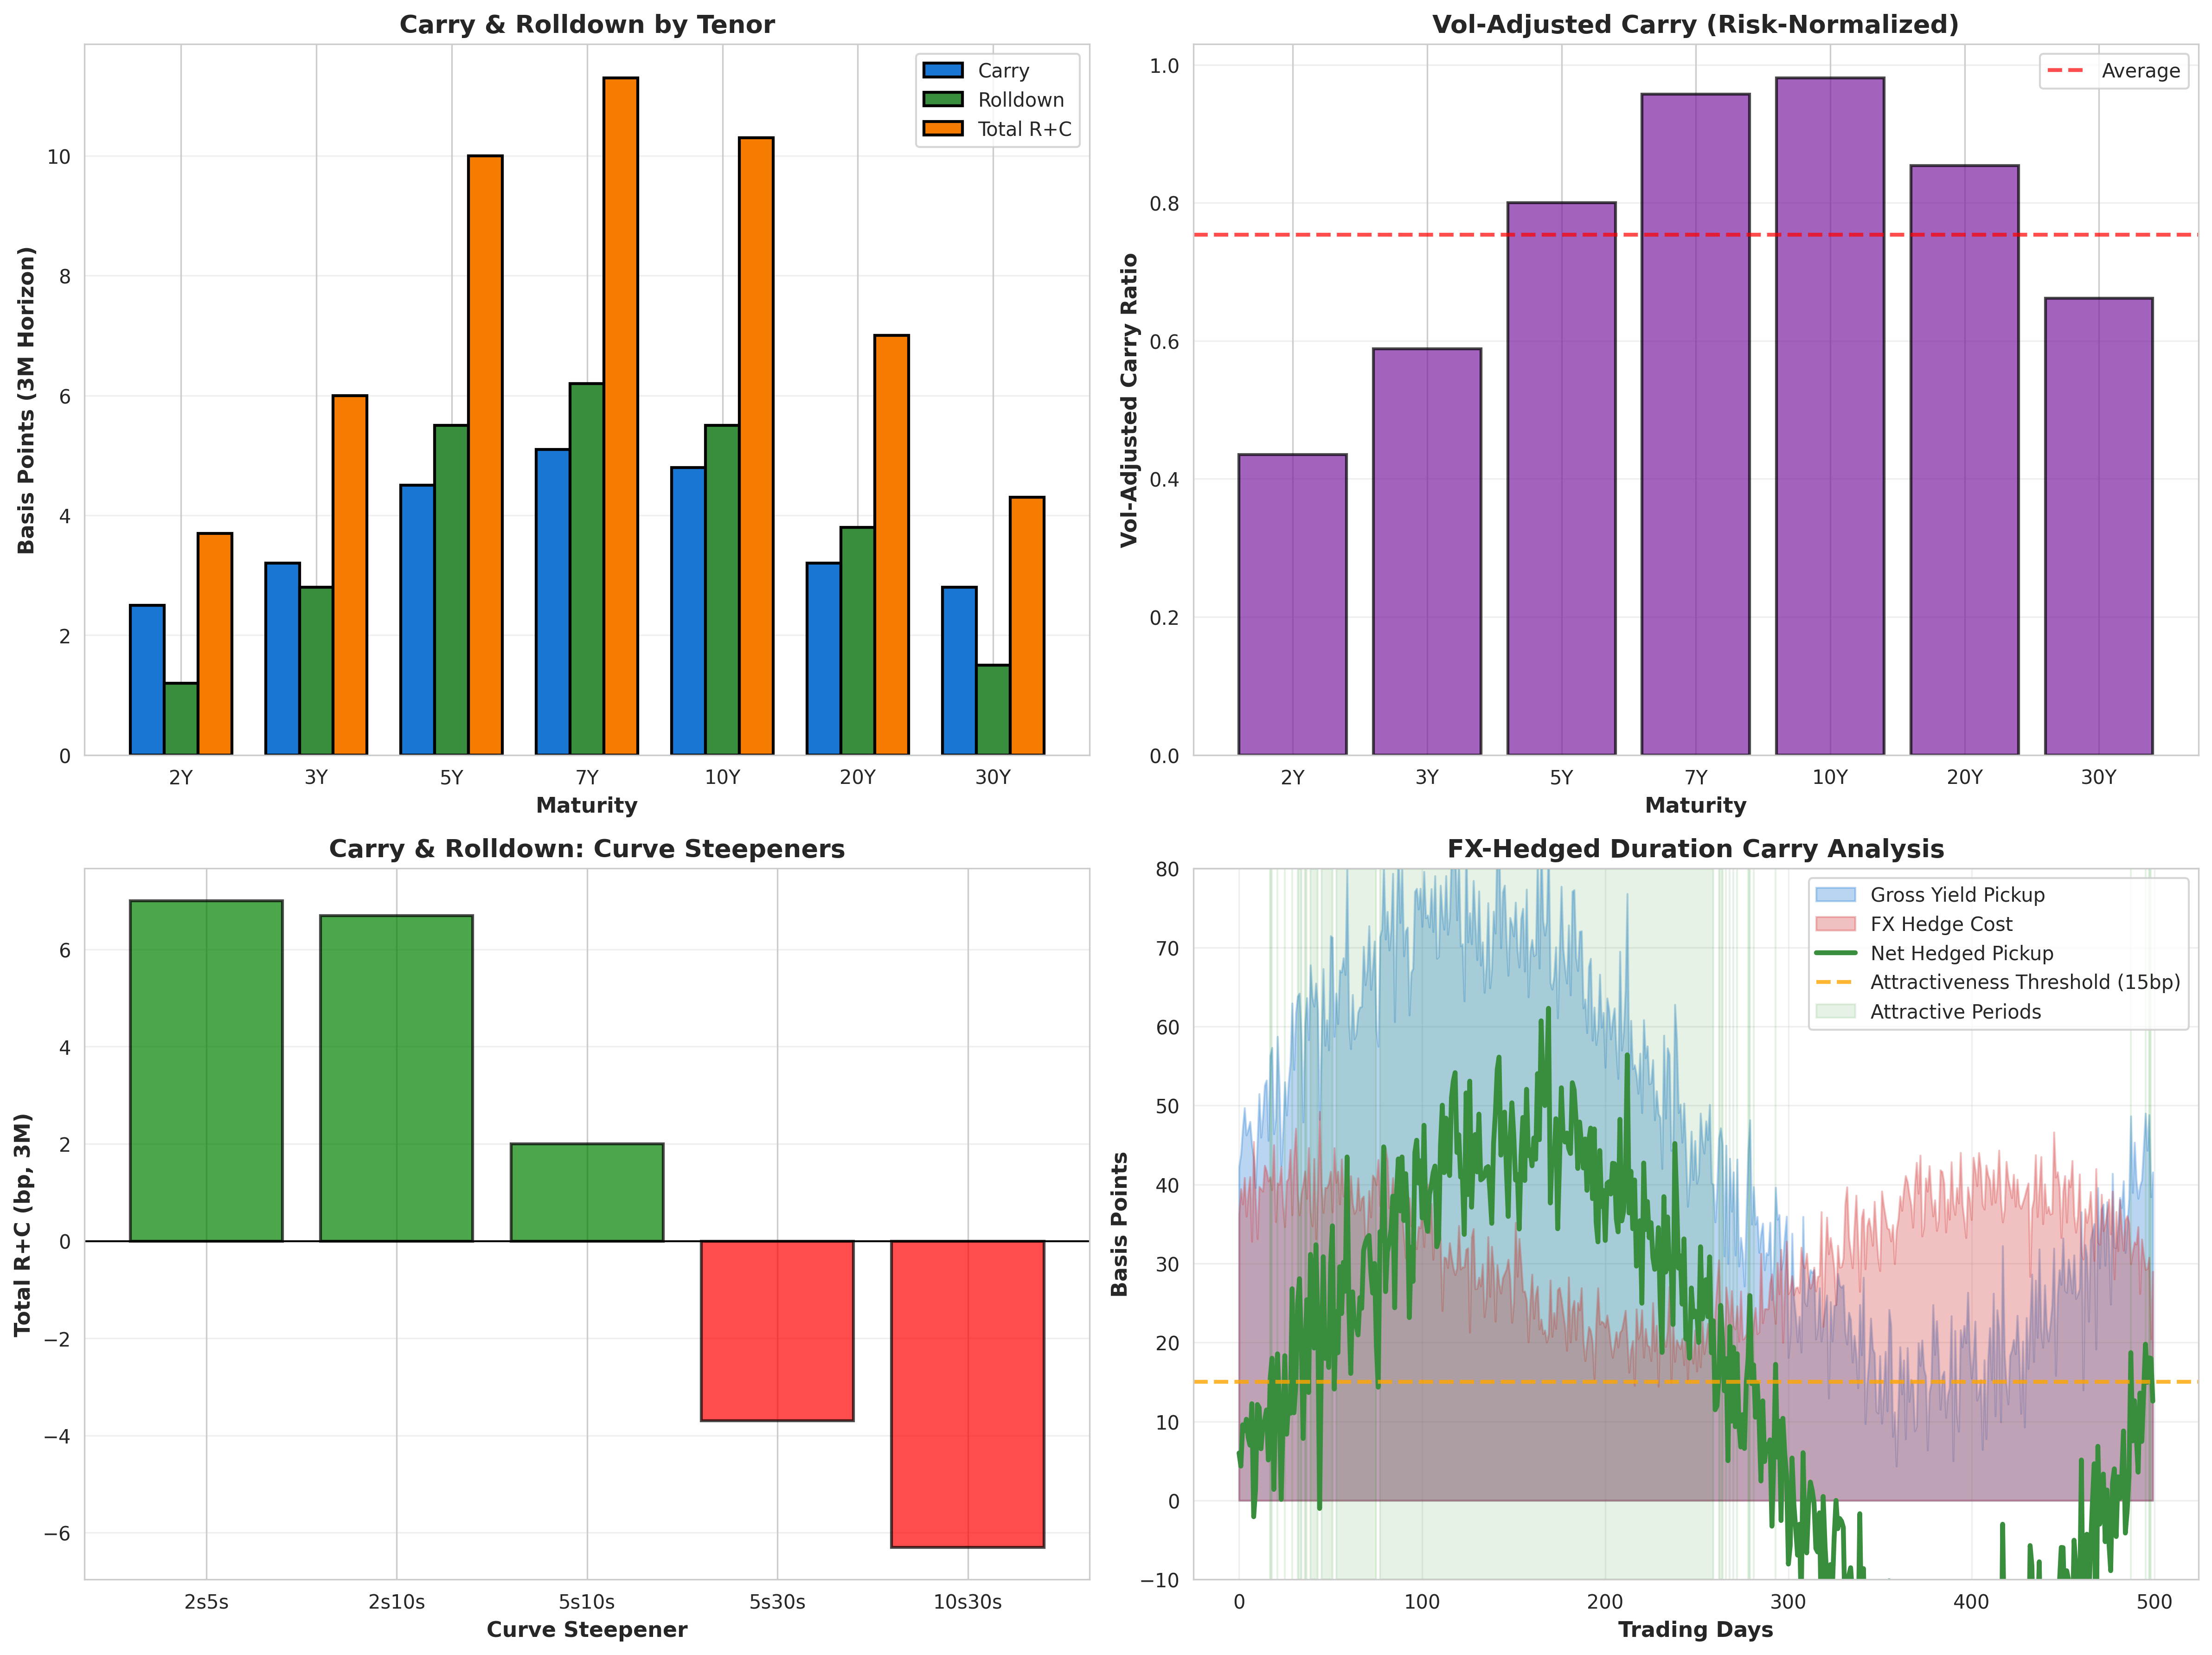 Carry & Rolldown by Tenor
Carry
Rolldown
Total R+C
Basis Points (3M Horizon)
10
8
6
4
2
0
2Y 3Y 5Y 7Y 10Y 20Y 30Y
Maturity
Vol-Adjusted Carry (Risk-Normalized)
Average
Vol-Adjusted Carry Ratio
1.0
0.8
0.6
0.4
0.2
0.0
2Y 3Y 5Y 7Y 10Y 20Y 30Y
Maturity
Carry & Rolldown: Curve Steepeners
Total R+C (bp, 3M)
6
4
2
0
−2
−4
−6
2s5s 2s10s 5s10s 5s30s 10s30s
Curve Steepener
FX-Hedged Duration Carry Analysis
Gross Yield Pickup
FX Hedge Cost
Net Hedged Pickup
Attractiveness Threshold (15bp)
Attractive Periods
Basis Points
80
70
60
50
40
30
20
10
0
−10
0 100 200 300 400 500
Trading Days